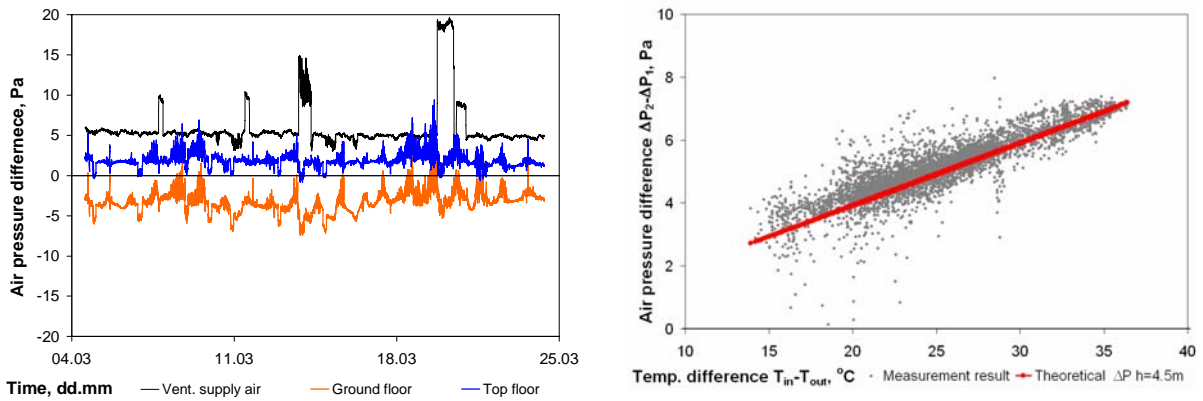 Air pressure differnece, Pa
20
15
10
5
0
-5
-10
-15
-20
04.03 11.03 18.03 25.03
Time, dd.mm Vent. supply air Ground floor Top floor
Air pressure difference ΔP₂-ΔP₁, Pa
10
8
6
4
2
0
10 15 20 25 30 35 40
Temp. difference Tin-Tout, °C Measurement result Theoretical ΔP h=4.5m